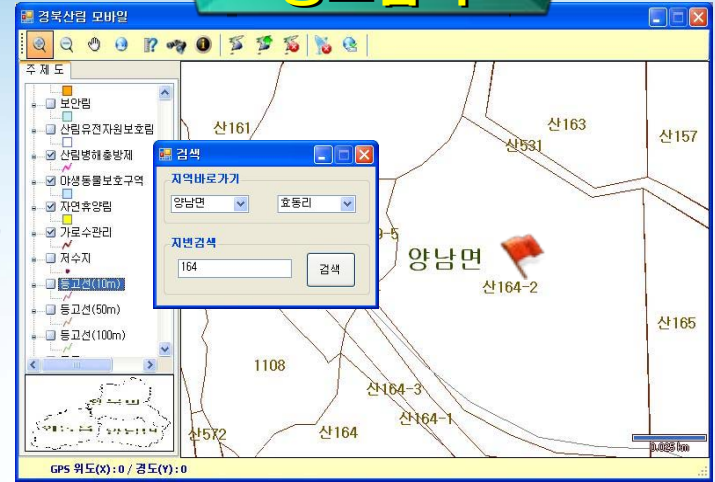 경북산림 모바일
주 제 도
보안림
산림유전자원보호림
산림병해충방제
야생동물보호구역
자연휴양림
가로수관리
저수지
등고선(10m)
등고선(50m)
등고선(100m)
검색
지역바로가기
양남면
효동리
지번검색
164
검색
산161
산163
산531
산157
9-5
양남면
산164-2
산165
1108
산164-3
산164-1
산572
산164
0.025 km
GPS 위도(X) : 0 / 경도(Y) : 0